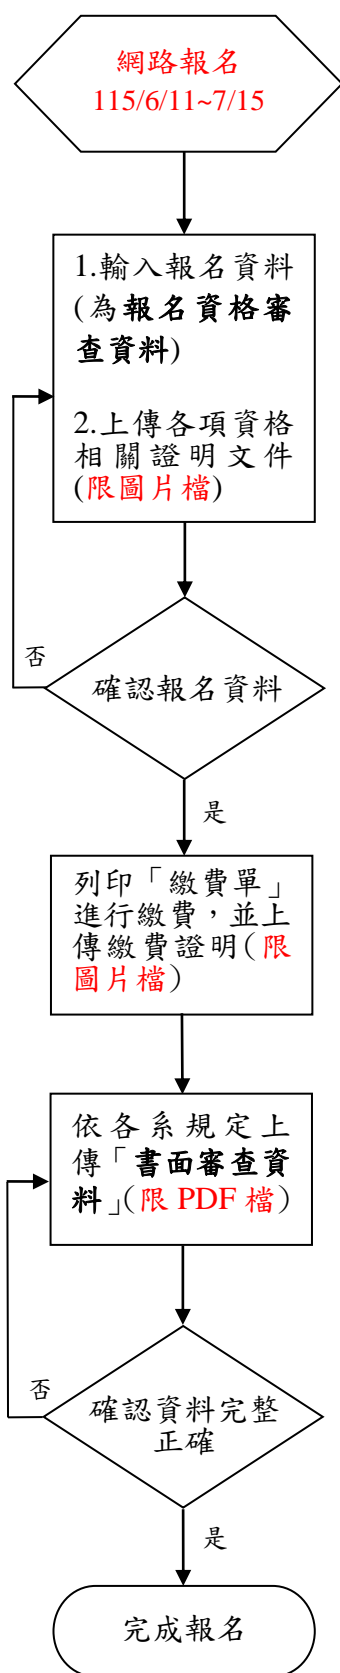 網路報名
115/6/11~7/15
1.輸入報名資料
(為報名資格審
查資料)
2.上傳各項資格
相關證明文件
(限圖片檔)
否
確認報名資料
是
列印「繳費單」
進行繳費，並上
傳繳費證明(限
圖片檔)
依各系規定上
傳「書面審查資
料」(限 PDF 檔)
否
確認資料完整
正確
是
完成報名